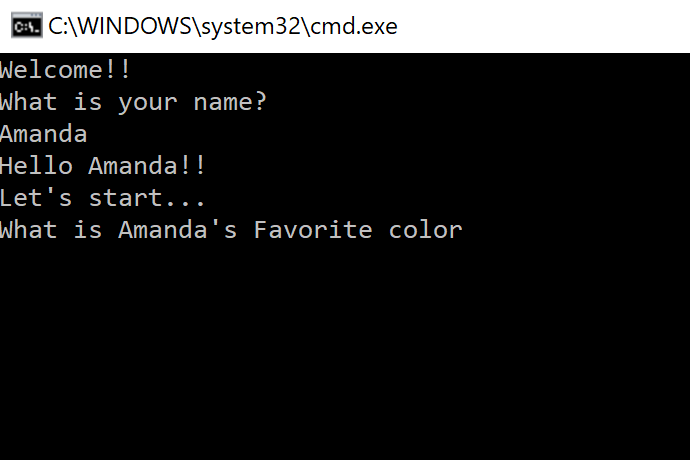 C:\WINDOWS\system32\cmd.exe
Welcome!!
What is your name?
Amanda
Hello Amanda!!
Let's start...
What is Amanda's Favorite color